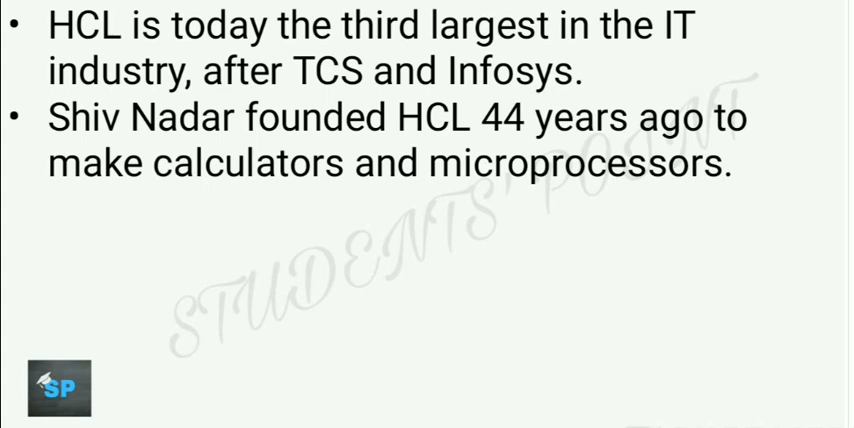 • HCL is today the third largest in the IT
industry, after TCS and Infosys.
• Shiv Nadar founded HCL 44 years ago to
make calculators and microprocessors.
STUDENTS' POINT
SP